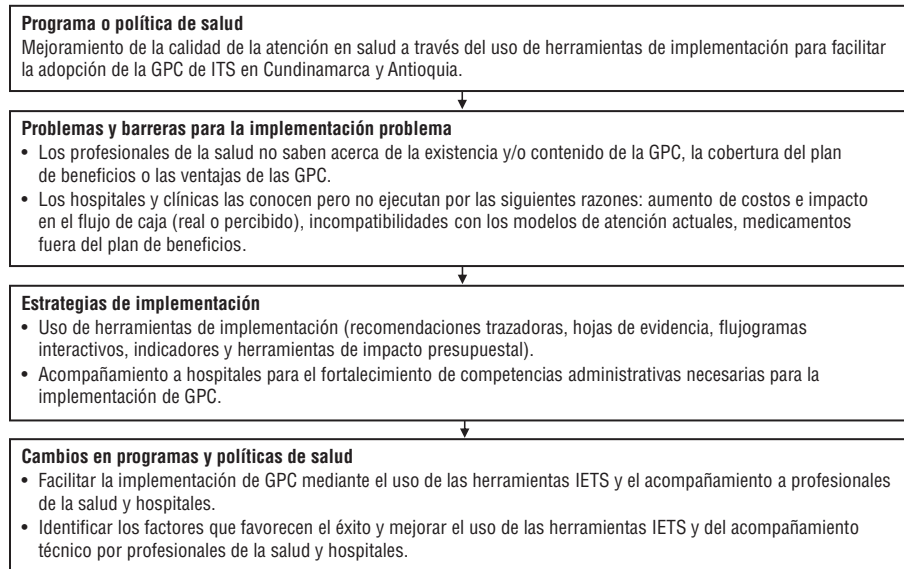 Programa o política de salud
Mejoramiento de la calidad de la atención en salud a través del uso de herramientas de implementación para facilitar
la adopción de la GPC de ITS en Cundinamarca y Antioquia.
Problemas y barreras para la implementación problema
• Los profesionales de la salud no saben acerca de la existencia y/o contenido de la GPC, la cobertura del plan
de beneficios o las ventajas de las GPC.
• Los hospitales y clínicas las conocen pero no ejecutan por las siguientes razones: aumento de costos e impacto
en el flujo de caja (real o percibido), incompatibilidades con los modelos de atención actuales, medicamentos
fuera del plan de beneficios.
Estrategias de implementación
• Uso de herramientas de implementación (recomendaciones trazadoras, hojas de evidencia, flujogramas
interactivos, indicadores y herramientas de impacto presupuestal).
• Acompañamiento a hospitales para el fortalecimiento de competencias administrativas necesarias para la
implementación de GPC.
Cambios en programas y políticas de salud
• Facilitar la implementación de GPC mediante el uso de las herramientas IETS y el acompañamiento a profesionales
de la salud y hospitales.
• Identificar los factores que favorecen el éxito y mejorar el uso de las herramientas IETS y del acompañamiento
técnico por profesionales de la salud y hospitales.